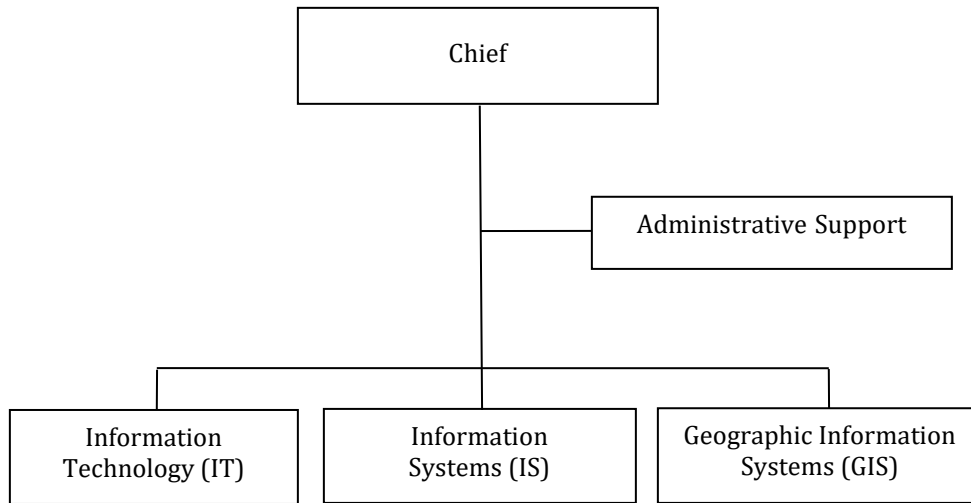 Chief
Administrative Support
Information
Technology (IT)
Information
Systems (IS)
Geographic Information
Systems (GIS)